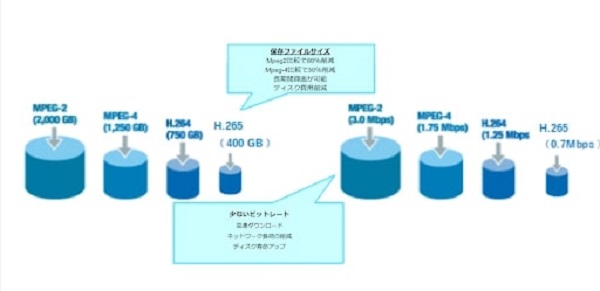 保存ファイルサイズ
Mpeg2比較で80%削減
Mpeg-4比較で50%削減
長期間録画が可能
ディスク費用削減
MPEG-2
(2,000 GB)
MPEG-4
(1,250 GB)
H.264
(750 GB)
H.265
(400 GB)
MPEG-2
(3.0 Mbps)
MPEG-4
(1.75 Mbps)
H.264
(1.25 Mbps
H.265
(0.7Mbps)
少ないビットレート
高速ダウンロード
ネットワーク負荷の削減
ディスク寿命アップ